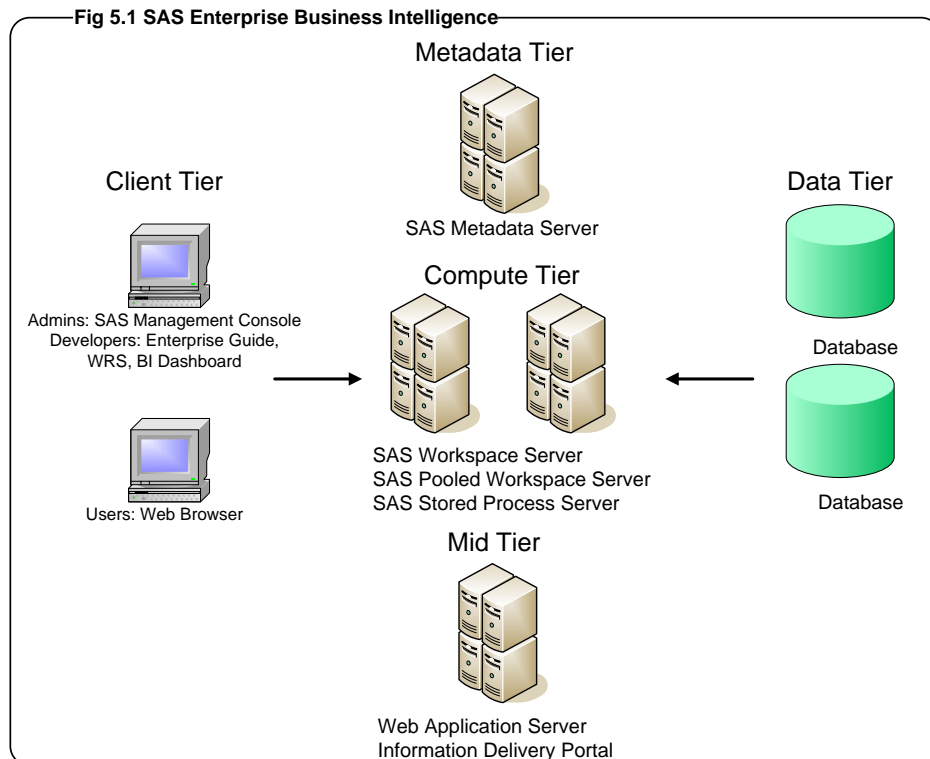 Fig 5.1 SAS Enterprise Business Intelligence
Metadata Tier
SAS Metadata Server
Client Tier
Admins: SAS Management Console
Developers: Enterprise Guide,
WRS, BI Dashboard
Users: Web Browser
Compute Tier
SAS Workspace Server
SAS Pooled Workspace Server
SAS Stored Process Server
Data Tier
Database
Database
Mid Tier
Web Application Server
Information Delivery Portal